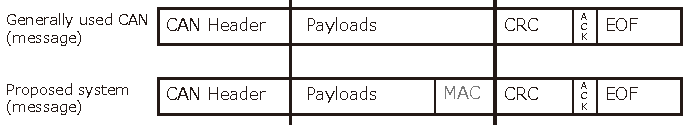 Generally used CAN
(message)
CAN Header Payloads CRC ACK EOF
Proposed system
(message)
CAN Header Payloads MAC CRC ACK EOF